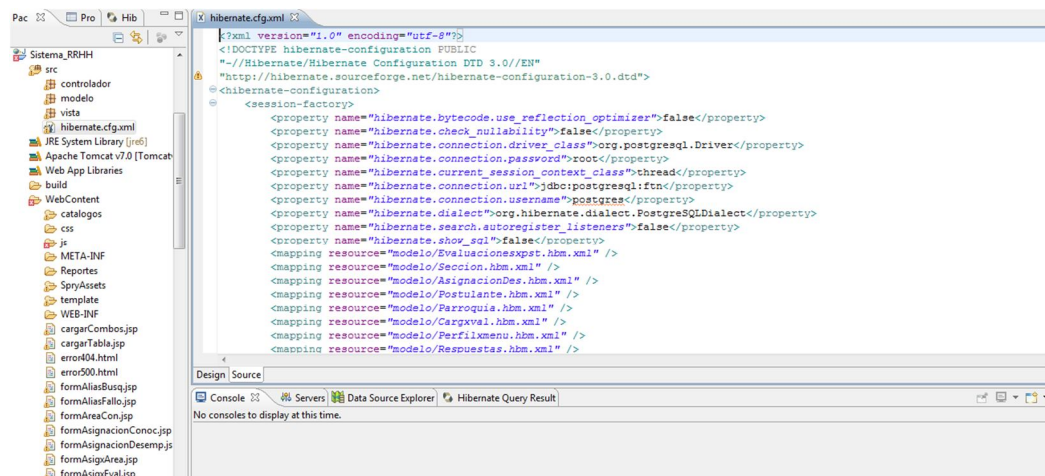 Pac
Pro
Hib
Sistema_RRHH
src
controlador
modelo
vista
hibernate.cfg.xml
JRE System Library [jre6]
Apache Tomcat v7.0 [Tomcat
Web App Libraries
build
WebContent
catalogos
css
js
META-INF
Reportes
SpryAssets
template
WEB-INF
cargarCombos.jsp
cargarTabla.jsp
error404.html
error500.html
formAliasBusq.jsp
formAliasFallo.jsp
formAreaCon.jsp
formAsignacionConoc.jsp
formAsignacionDesemp.js
formAsigxArea.jsp
formAsigxEval.jsp
hibernate.cfg.xml
<?xml version="1.0" encoding="utf-8"?>
<!DOCTYPE hibernate-configuration PUBLIC
"-//Hibernate/Hibernate Configuration DTD 3.0//EN"
"http://hibernate.sourceforge.net/hibernate-configuration-3.0.dtd">
<hibernate-configuration>
<session-factory>
<property name="hibernate.bytecode.use_reflection_optimizer">false</property>
<property name="hibernate.check_nullability">false</property>
<property name="hibernate.connection.driver_class">org.postgresql.Driver</property>
<property name="hibernate.connection.password">root</property>
<property name="hibernate.current_session_context_class">thread</property>
<property name="hibernate.connection.url">jdbc:postgresql:ftn</property>
<property name="hibernate.connection.username">postgres</property>
<property name="hibernate.dialect">org.hibernate.dialect.PostgreSQLDialect</property>
<property name="hibernate.search.autoregister_listeners">false</property>
<property name="hibernate.show_sql">false</property>
<mapping resource="modelo/Evaluacionesxpst.hbm.xml" />
<mapping resource="modelo/Seccion.hbm.xml" />
<mapping resource="modelo/AsignacionDes.hbm.xml" />
<mapping resource="modelo/Postulante.hbm.xml" />
<mapping resource="modelo/Parroquia.hbm.xml" />
<mapping resource="modelo/Cargxval.hbm.xml" />
<mapping resource="modelo/Perfilxmenu.hbm.xml" />
<mapping resource="modelo/Respuestas.hbm.xml" />
Design Source
Console
Servers
Data Source Explorer
Hibernate Query Result
No consoles to display at this time.